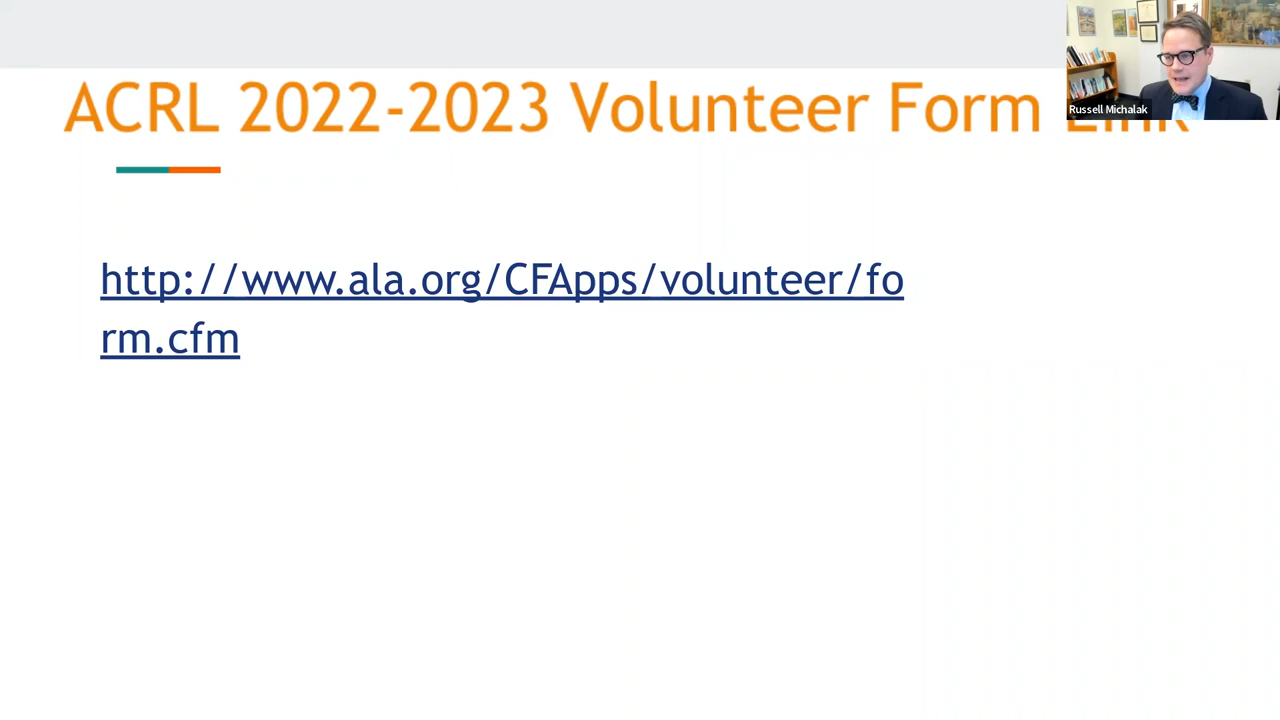 ACRL 2022-2023 Volunteer Form
Russell Michalak
http://www.ala.org/CFApps/volunteer/fo
rm.cfm